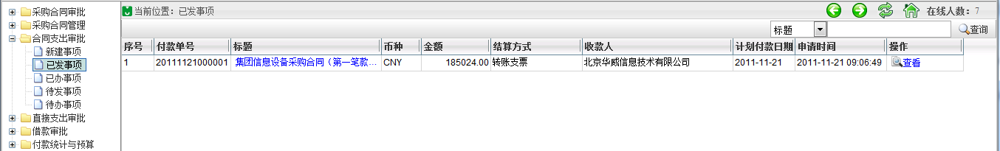 采购合同审批
采购合同管理
合同支出审批
新建事项
已发事项
已办事项
待发事项
待办事项
直接支出审批
借款审批
付款统计与预算
当前位置：已发事项
在线人数：7
标题
查询
序号 付款单号 标题 币种 金额 结算方式 收款人 计划付款日期 申请时间 操作
1 20111121000001 集团信息设备采购合同（第一笔款... CNY 185024.00 转账支票 北京华威信息技术有限公司 2011-11-21 2011-11-21 09:06:49 查看